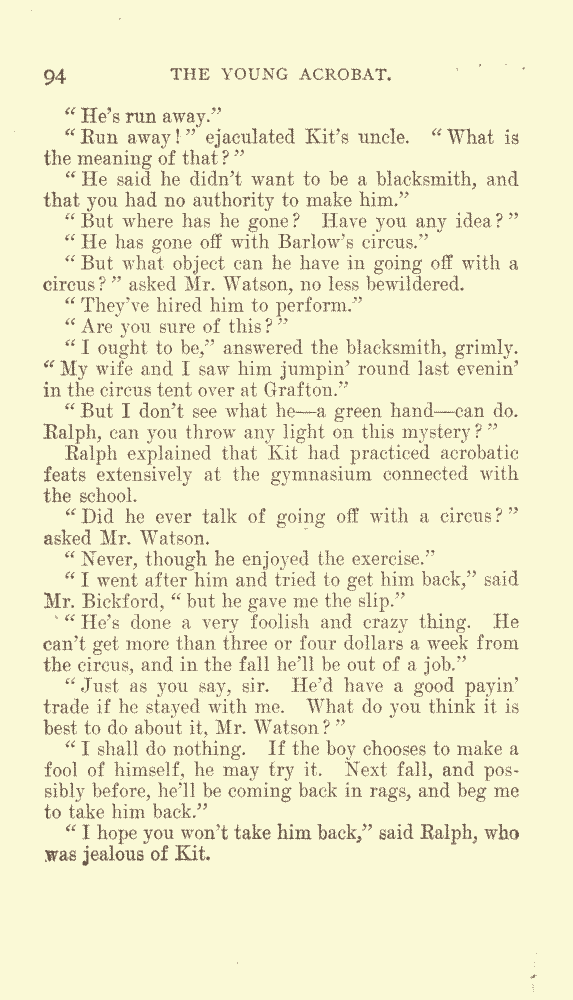 94 THE YOUNG ACROBAT.
“He’s run away.”
“Run away!” ejaculated Kit’s uncle. “What is
the meaning of that?”
“He said he didn’t want to be a blacksmith, and
that you had no authority to make him.”
“But where has he gone? Have you any idea?”
“He has gone off with Barlow’s circus.”
“But what object can he have in going off with a
circus?” asked Mr. Watson, no less bewildered.
“They’ve hired him to perform.”
“Are you sure of this?”
“I ought to be,” answered the blacksmith, grimly.
“My wife and I saw him jumpin’ round last evenin’
in the circus tent over at Grafton.”
“But I don’t see what he—a green hand—can do.
Ralph, can you throw any light on this mystery?”
Ralph explained that Kit had practiced acrobatic
feats extensively at the gymnasium connected with
the school.
“Did he ever talk of going off with a circus?”
asked Mr. Watson.
“Never, though he enjoyed the exercise.”
“I went after him and tried to get him back,” said
Mr. Bickford, “but he gave me the slip.”
“He’s done a very foolish and crazy thing. He
can’t get more than three or four dollars a week from
the circus, and in the fall he’ll be out of a job.”
“Just as you say, sir. He’d have a good payin’
trade if he stayed with me. What do you think it is
best to do about it, Mr. Watson?”
“I shall do nothing. If the boy chooses to make a
fool of himself, he may try it. Next fall, and pos-
sibly before, he’ll be coming back in rags, and beg me
to take him back.”
“I hope you won’t take him back,” said Ralph, who
was jealous of Kit.